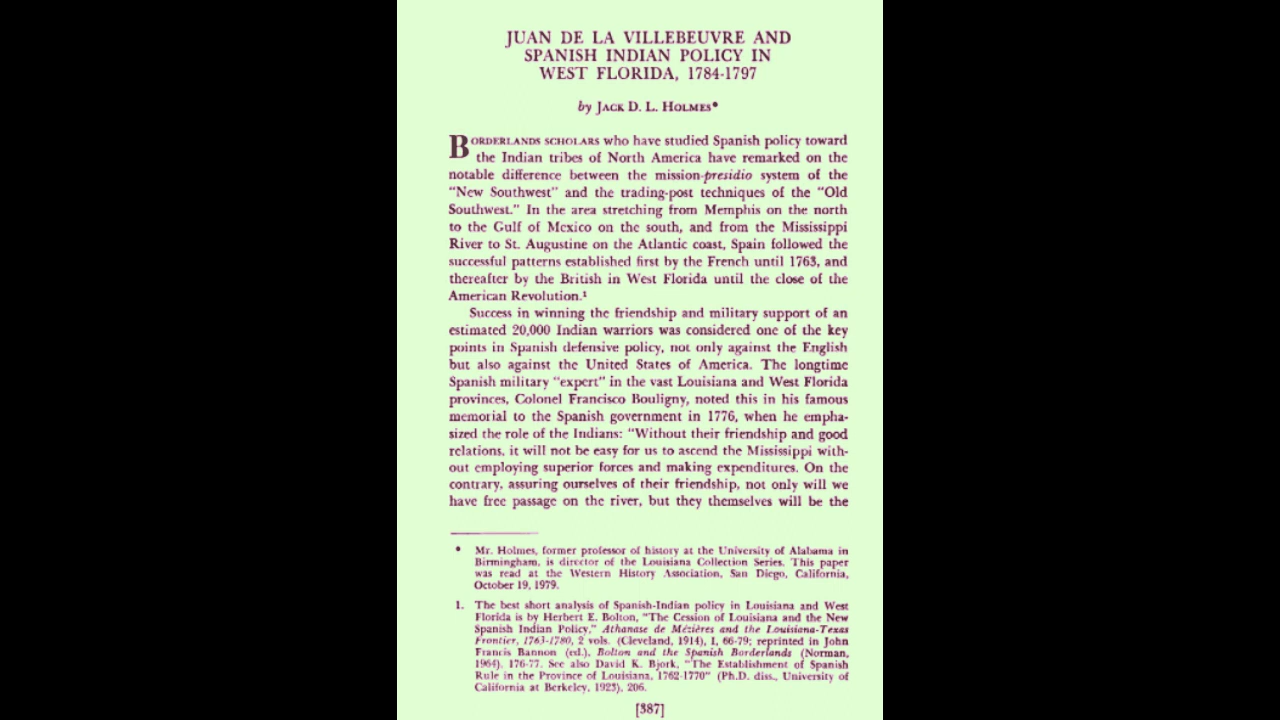 JUAN DE LA VILLEBEUVRE AND
SPANISH INDIAN POLICY IN
WEST FLORIDA, 1784-1797
by JACK D. L. HOLMES*
BORDERLANDS SCHOLARS who have studied Spanish policy toward
the Indian tribes of North America have remarked on the
notable difference between the mission-presidio system of the
“New Southwest” and the trading-post techniques of the “Old
Southwest.” In the area stretching from Memphis on the north
to the Gulf of Mexico on the south, and from the Mississippi
River to St. Augustine on the Atlantic coast, Spain followed the
successful patterns established first by the French until 1763, and
thereafter by the British in West Florida until the close of the
American Revolution.¹
Success in winning the friendship and military support of an
estimated 20,000 Indian warriors was considered one of the key
points in Spanish defensive policy, not only against the English
but also against the United States of America. The longtime
Spanish military “expert” in the vast Louisiana and West Florida
provinces, Colonel Francisco Bouligny, noted this in his famous
memorial to the Spanish government in 1776, when he empha-
sized the role of the Indians: “Without their friendship and good
relations, it will not be easy for us to ascend the Mississippi with-
out employing superior forces and making expenditures. On the
contrary, assuring ourselves of their friendship, not only will we
have free passage on the river, but they themselves will be the
* Mr. Holmes, former professor of history at the University of Alabama in
Birmingham, is director of the Louisiana Collection Series. This paper
was read at the Western History Association, San Diego, California,
October 19, 1979.
1. The best short analysis of Spanish-Indian policy in Louisiana and West
Florida is by Herbert E. Bolton, “The Cession of Louisiana and the New
Spanish Indian Policy,” Athanase de Mézières and the Louisiana-Texas
Frontier, 1763-1780, 2 vols. (Cleveland, 1914), I, 66-79; reprinted in John
Francis Bannon (ed.), Bolton and the Spanish Borderlands (Norman,
1964), 176-77. See also David K. Bjork, “The Establishment of Spanish
Rule in the Province of Louisiana, 1762-1770” (Ph.D. diss., University of
California at Berkeley, 1923), 206.
[387]